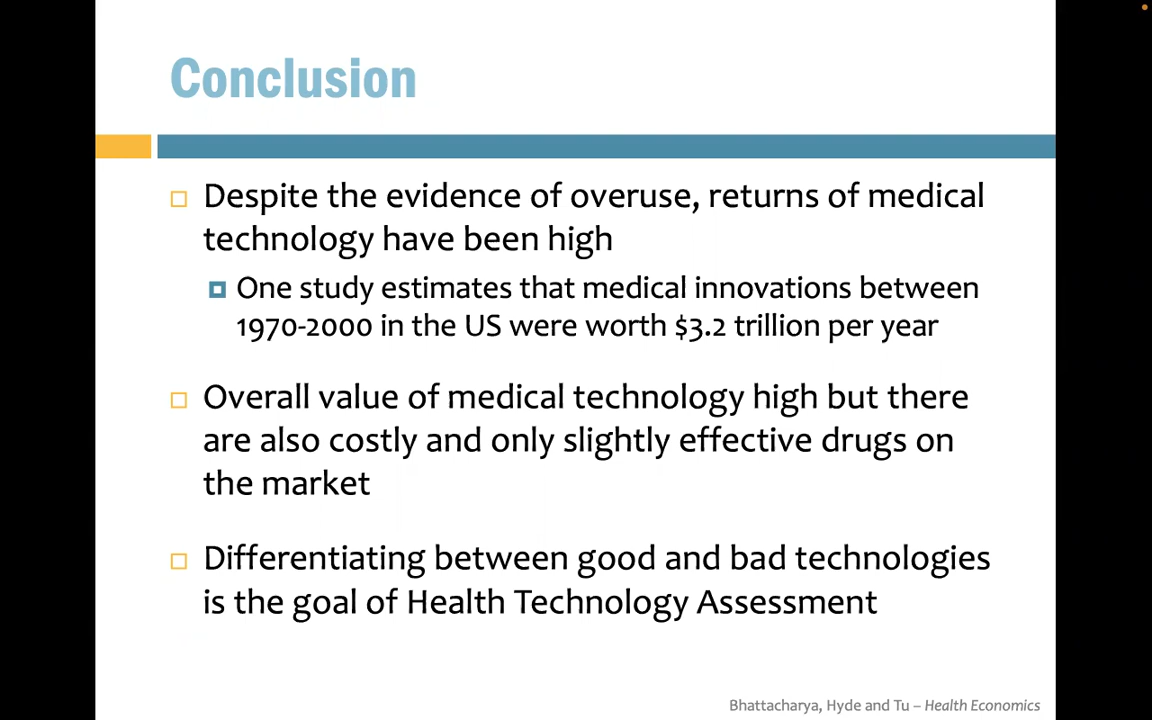 Conclusion
Despite the evidence of overuse, returns of medical
technology have been high
One study estimates that medical innovations between
1970-2000 in the US were worth $3.2 trillion per year
Overall value of medical technology high but there
are also costly and only slightly effective drugs on
the market
Differentiating between good and bad technologies
is the goal of Health Technology Assessment
Bhattacharya, Hyde and Tu – Health Economics